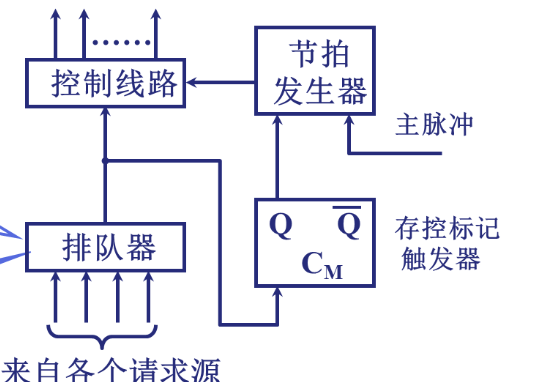 ……
控制线路
节拍
发生器
主脉冲
排队器
Q Q̅
C_M
存控标记
触发器
来自各个请求源